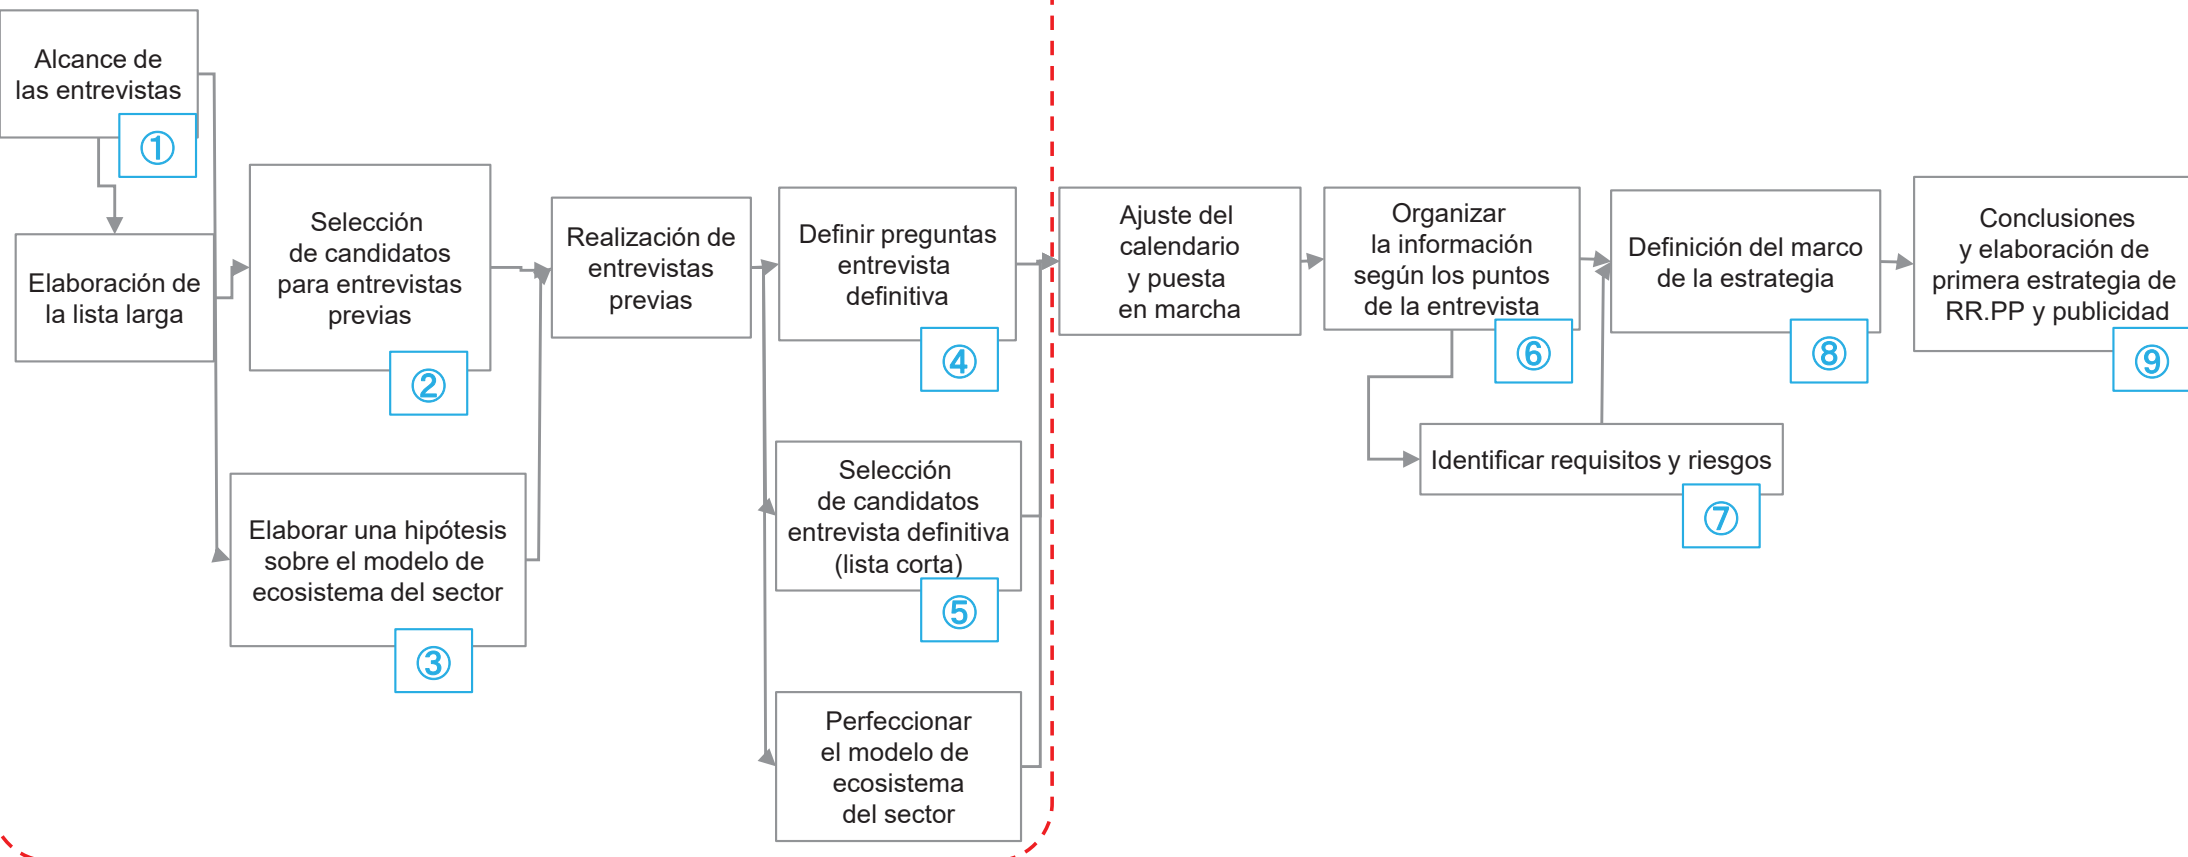 Alcance de
las entrevistas
①
Elaboración de
la lista larga
Selección
de candidatos
para entrevistas
previas
②
Elaborar una hipótesis
sobre el modelo de
ecosistema del sector
③
Realización de
entrevistas
previas
Definir preguntas
entrevista
definitiva
④
Selección
de candidatos
entrevista definitiva
(lista corta)
⑤
Perfeccionar
el modelo de
ecosistema
del sector
Ajuste del
calendario
y puesta
en marcha
Organizar
la información
según los puntos
de la entrevista
⑥
Identificar requisitos y riesgos
⑦
Definición del marco
de la estrategia
⑧
Conclusiones
y elaboración de
primera estrategia de
RR.PP y publicidad
⑨